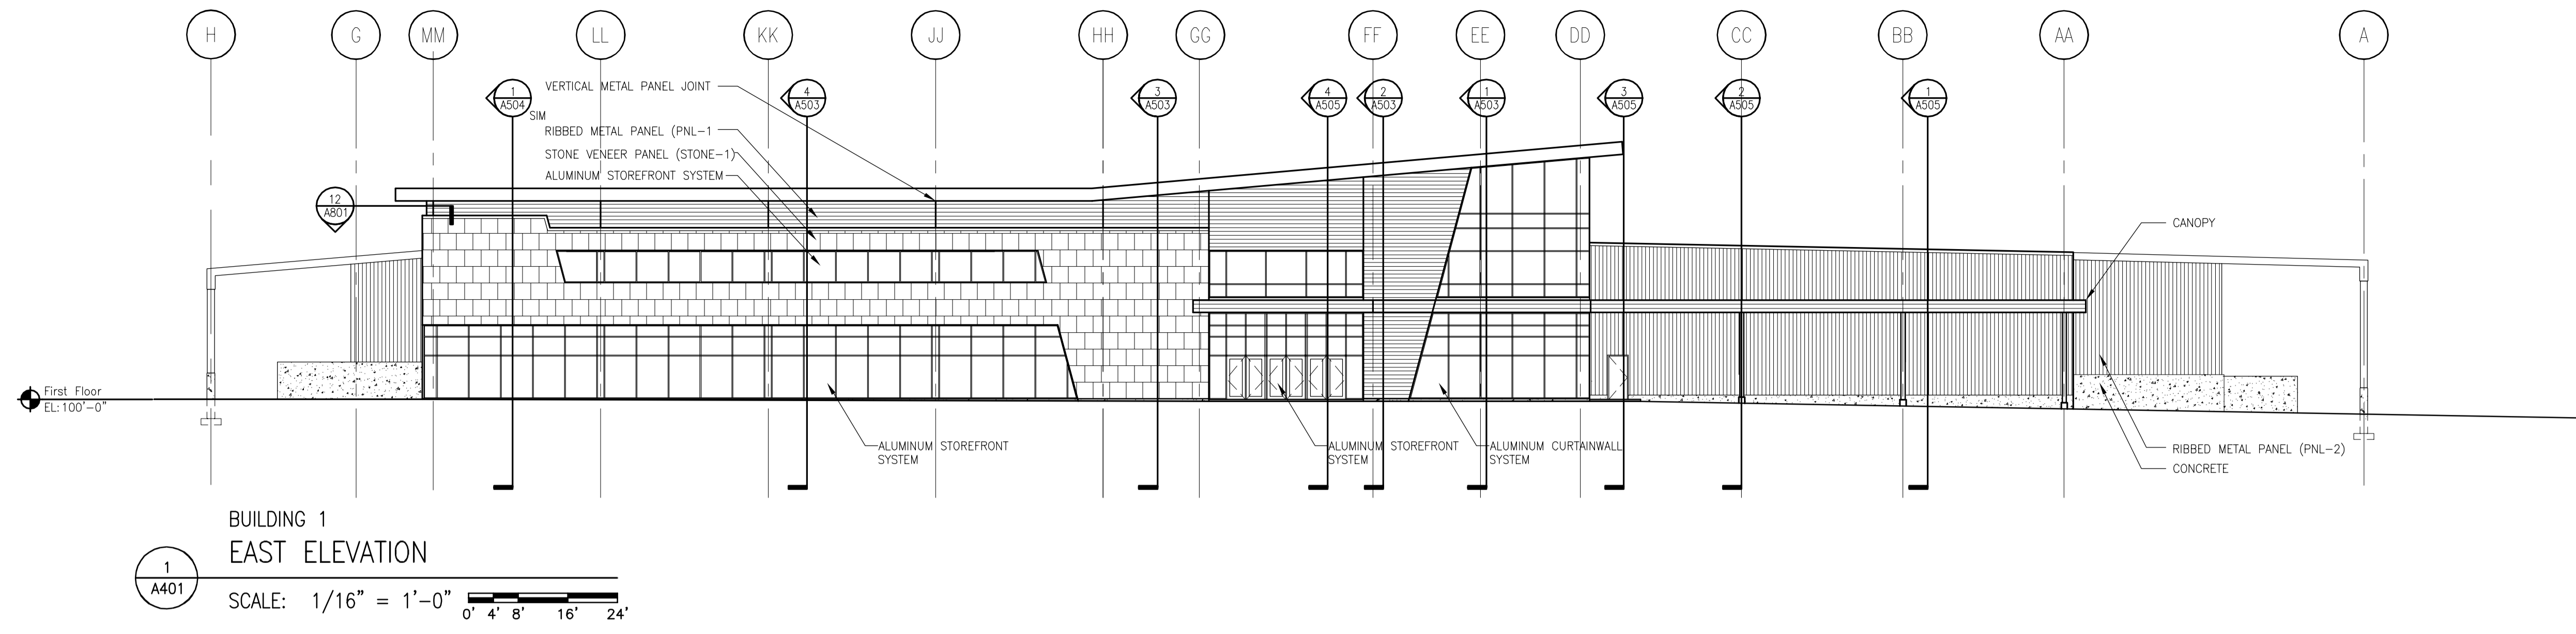 H G MM LL KK JJ HH GG FF EE DD CC BB AA A
1 4 3 4 2 1 3 2 1
A504 A503 A503 A505 A503 A503 A505 A505 A505
SIM
VERTICAL METAL PANEL JOINT
RIBBED METAL PANEL (PNL-1
STONE VENEER PANEL (STONE-1)
ALUMINUM STOREFRONT SYSTEM
12
A801
CANOPY
First Floor
EL:100'-0"
ALUMINUM STOREFRONT
SYSTEM
ALUMINUM STOREFRONT
SYSTEM
ALUMINUM CURTAINWALL
SYSTEM
RIBBED METAL PANEL (PNL-2)
CONCRETE
BUILDING 1
EAST ELEVATION
1
A401
SCALE: 1/16" = 1'-0"
0' 4' 8' 16' 24'